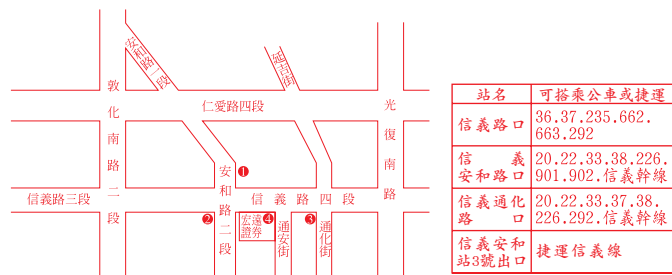 安和路一段
延吉街
敦化南路二段
仁愛路四段
光復南路
安和路二段
❶
信義路三段
信義路四段
❷
宏遠
證券
❹
❸
通安街
通化街
站名 可搭乘公車或捷運
信義路口 36.37.235.662.
663.292
信義
安和路口 20.22.33.38.226.
901.902.信義幹線
信義通化
路口 20.22.33.37.38.
226.292.信義幹線
信義安和
站3號出口 捷運信義線